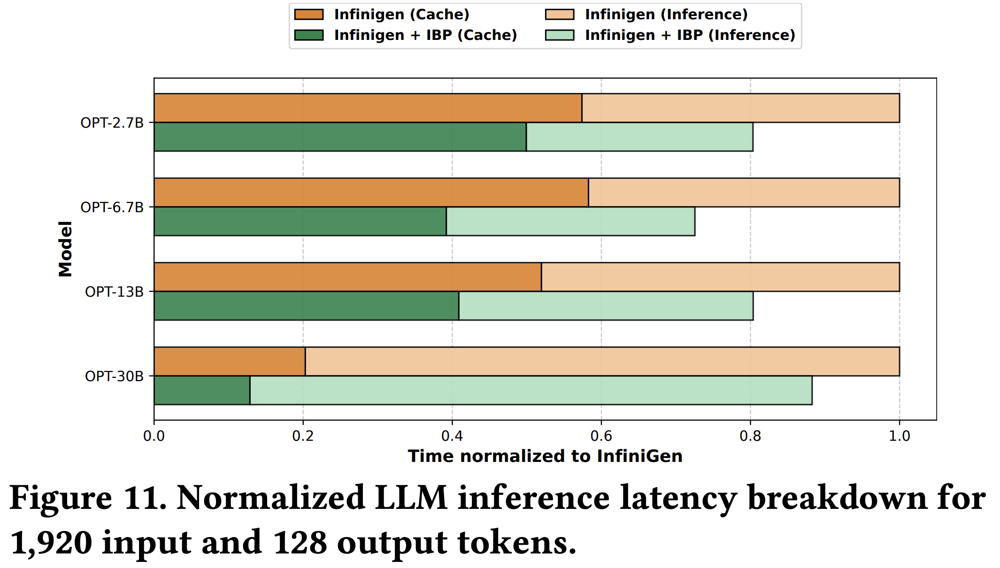 Infinigen (Cache)
Infinigen (Inference)
Infinigen + IBP (Cache)
Infinigen + IBP (Inference)
Model
OPT-2.7B
OPT-6.7B
OPT-13B
OPT-30B
0.0 0.2 0.4 0.6 0.8 1.0
Time normalized to InfiniGen
Figure 11. Normalized LLM inference latency breakdown for
1,920 input and 128 output tokens.